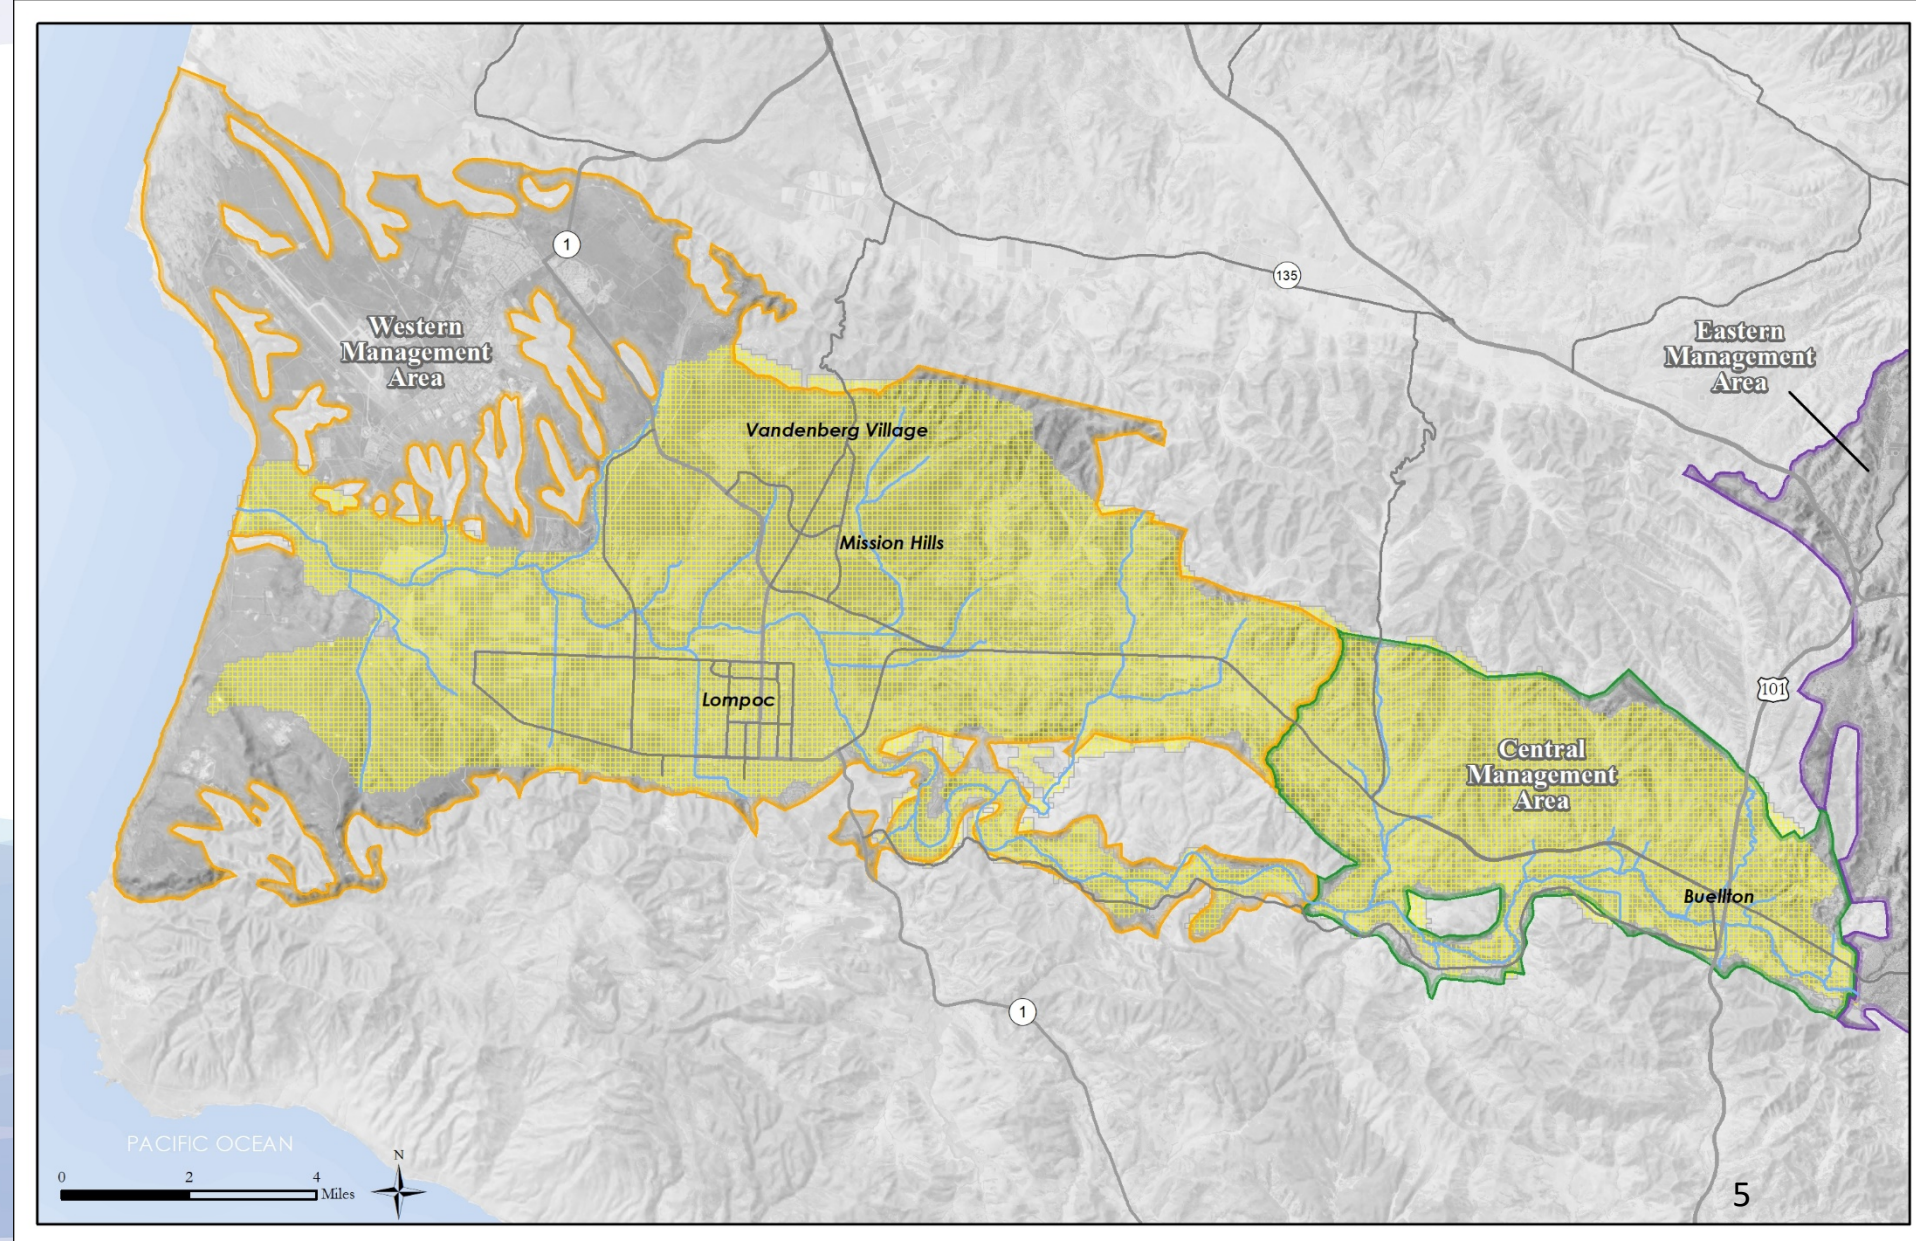 1
135
Western
Management
Area
Eastern
Management
Area
Vandenberg Village
Mission Hills
101
Lompoc
Central
Management
Area
Buellton
1
PACIFIC OCEAN
N
0 2 4
Miles
5